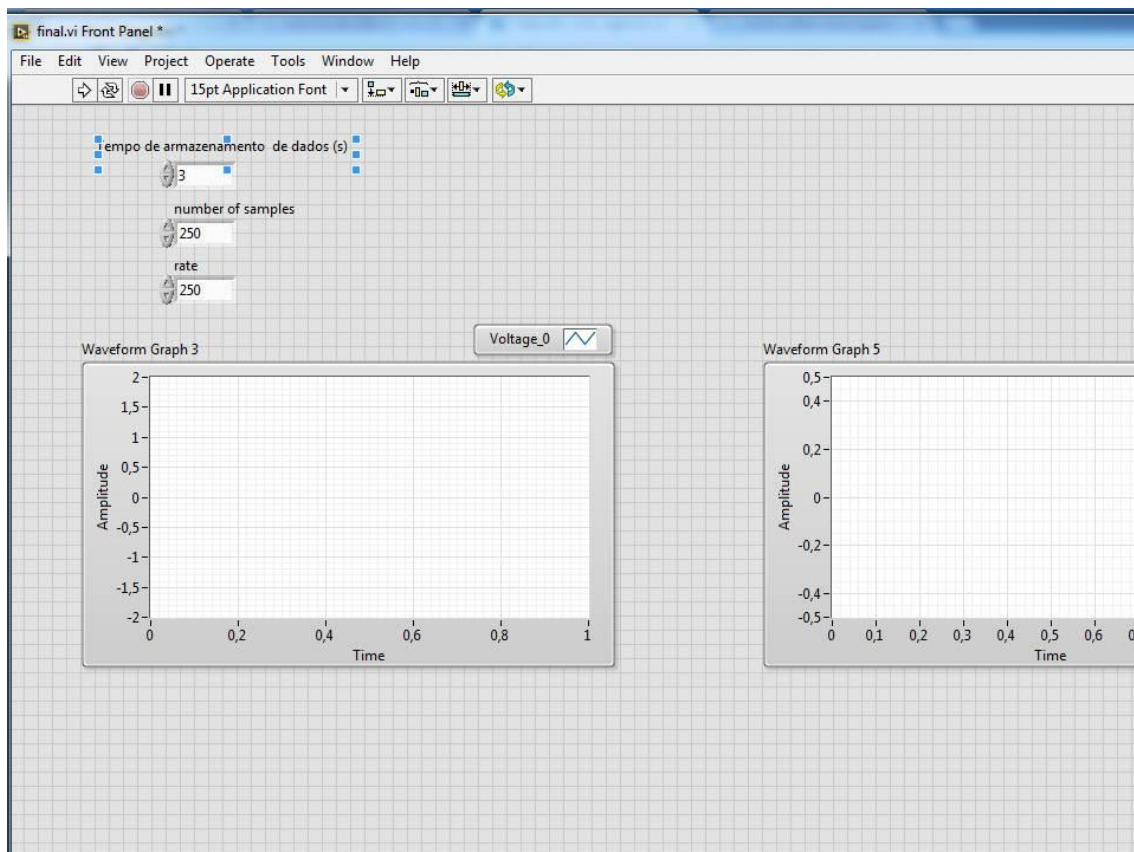 final.vi Front Panel *
File Edit View Project Operate Tools Window Help
15pt Application Font
Tempo de armazenamento  de dados (s)
3
number of samples
250
rate
250
Voltage_0
Waveform Graph 3
2
1,5
1
0,5
0
-0,5
-1
-1,5
-2
Amplitude
0 0,2 0,4 0,6 0,8 1
Time
Waveform Graph 5
0,5
0,4
0,2
0
-0,2
-0,4
-0,5
Amplitude
0 0,1 0,2 0,3 0,4 0,5 0,6
Time